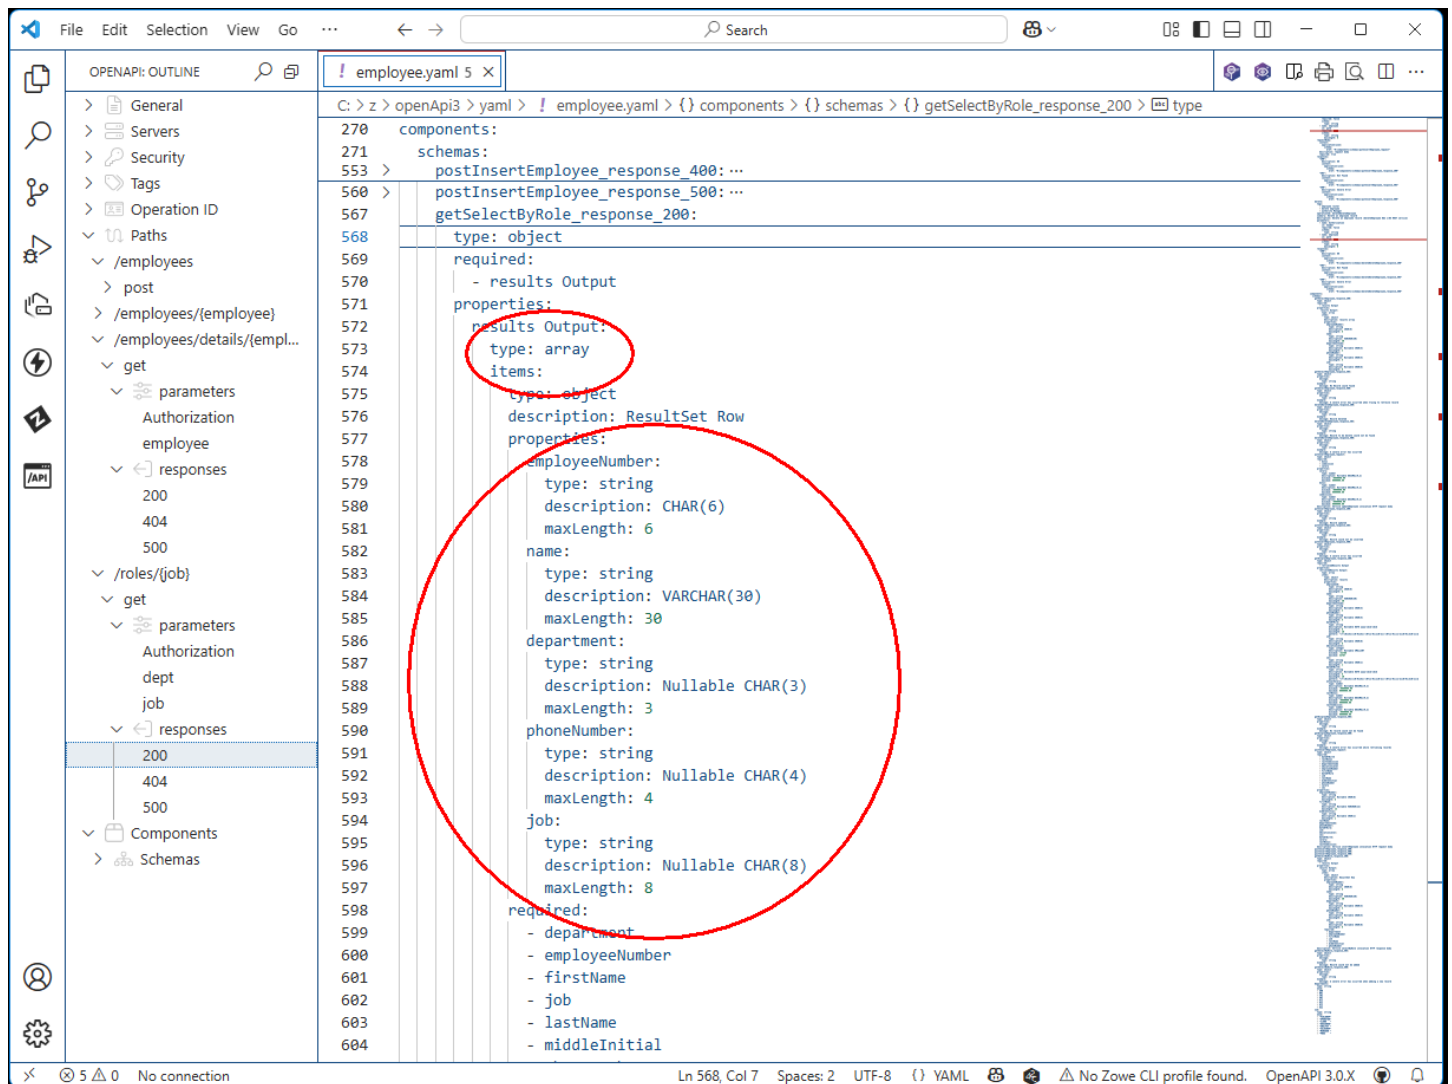 File Edit Selection View Go ··· Search
OPENAPI: OUTLINE
General
Servers
Security
Tags
Operation ID
Paths
/employees
post
/employees/{employee}
/employees/details/{empl...
get
parameters
Authorization
employee
responses
200
404
500
/roles/{job}
get
parameters
Authorization
dept
job
responses
200
404
500
Components
Schemas
/API
! employee.yaml 5
C: > z > openApi3 > yaml > ! employee.yaml > {} components > {} schemas > {} getSelectByRole_response_200 > abc type
270 components:
271 schemas:
553 > postInsertEmployee_response_400: ···
560 > postInsertEmployee_response_500: ···
567 getSelectByRole_response_200:
568 type: object
569 required:
570 - results Output
571 properties:
572 results Output:
573 type: array
574 items:
575 type: object
576 description: ResultSet Row
577 properties:
578 employeeNumber:
579 type: string
580 description: CHAR(6)
581 maxLength: 6
582 name:
583 type: string
584 description: VARCHAR(30)
585 maxLength: 30
586 department:
587 type: string
588 description: Nullable CHAR(3)
589 maxLength: 3
590 phoneNumber:
591 type: string
592 description: Nullable CHAR(4)
593 maxLength: 4
594 job:
595 type: string
596 description: Nullable CHAR(8)
597 maxLength: 8
598 required:
599 - department
600 - employeeNumber
601 - firstName
602 - job
603 - lastName
604 - middleInitial
5 0 No connection Ln 568, Col 7 Spaces: 2 UTF-8 {} YAML No Zowe CLI profile found. OpenAPI 3.0.X